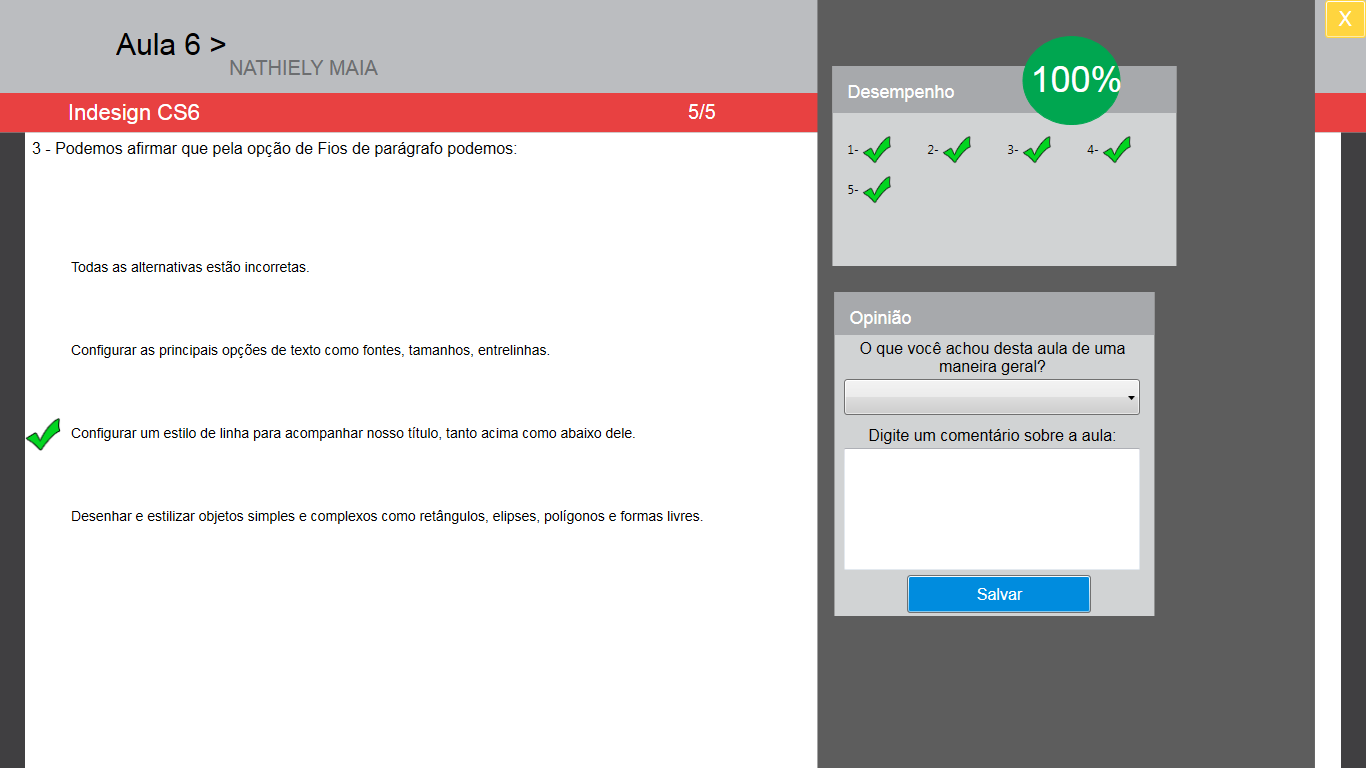 Aula 6 >
NATHIELY MAIA
Indesign CS6
5/5
3 - Podemos afirmar que pela opção de Fios de parágrafo podemos:
Todas as alternativas estão incorretas.
Configurar as principais opções de texto como fontes, tamanhos, entrelinhas.
Configurar um estilo de linha para acompanhar nosso título, tanto acima como abaixo dele.
Desenhar e estilizar objetos simples e complexos como retângulos, elipses, polígonos e formas livres.
X
Desempenho
100%
1- 2- 3- 4-
5-
Opinião
O que você achou desta aula de uma
maneira geral?
Digite um comentário sobre a aula:
Salvar